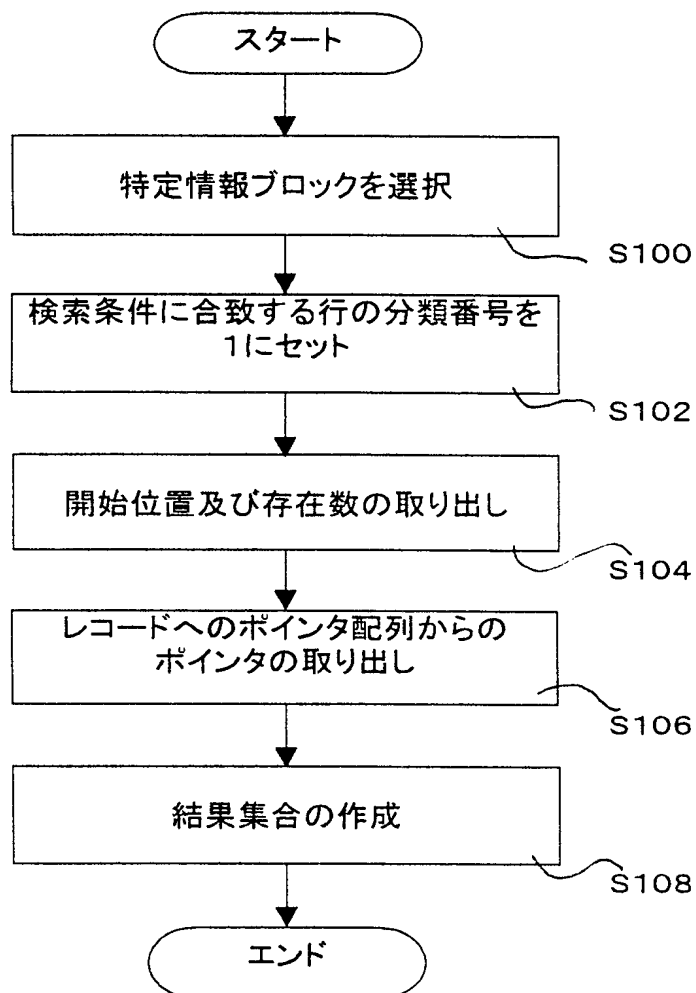 スタート
特定情報ブロックを選択
S100
検索条件に合致する行の分類番号を
1にセット
S102
開始位置及び存在数の取り出し
S104
レコードへのポインタ配列からの
ポインタの取り出し
S106
結果集合の作成
S108
エンド